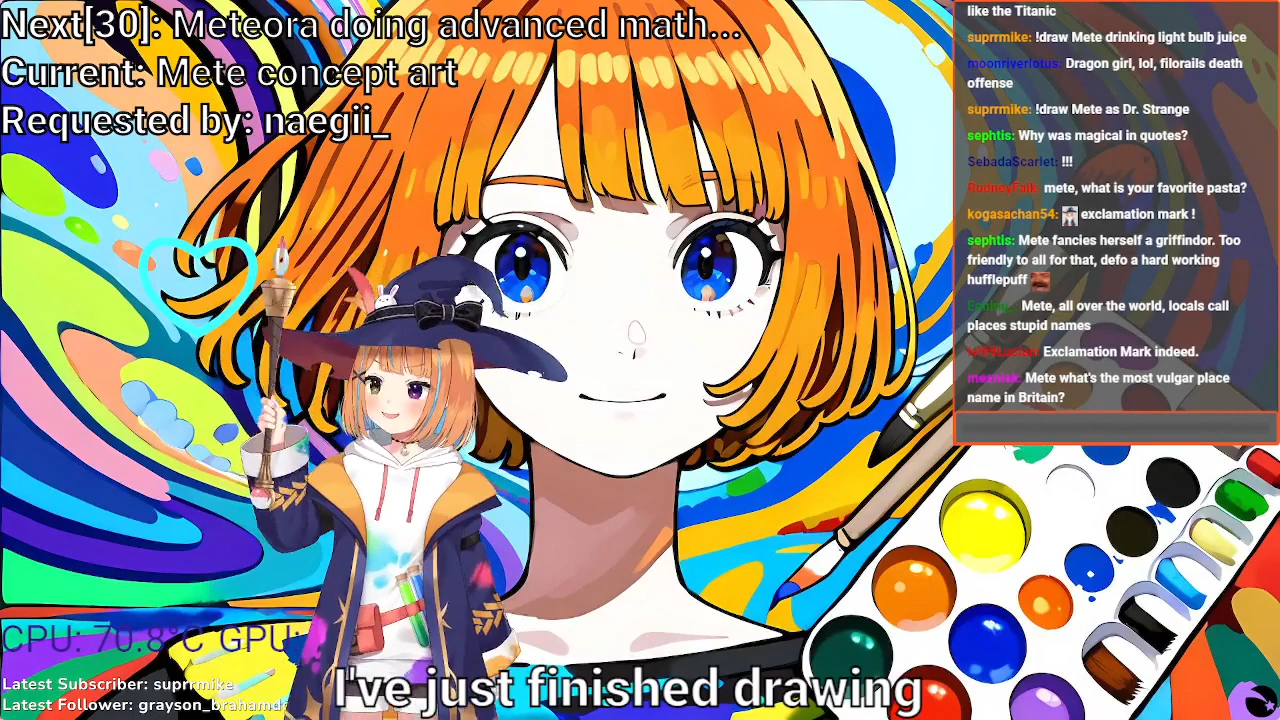 Next[30]: Meteora doing advanced math...
Current: Mete concept art
Requested by: naegii_
like the Titanic
suprrmike: !draw Mete drinking light bulb juice
moonriverlotus: Dragon girl, lol, filorails death
offense
suprrmike: !draw Mete as Dr. Strange
sephtis: Why was magical in quotes?
SebadaScarlet: !!!
RodneyFalk: mete, what is your favorite pasta?
kogasachan54: exclamation mark !
sephtis: Mete fancies herself a griffindor. Too
friendly to all for that, defo a hard working
hufflepuff
Mete, all over the world, locals call
places stupid names
Exclamation Mark indeed.
Mete what's the most vulgar place
name in Britain?
CPU: 70.8°C GPU:
I've just finished drawing
Latest Subscriber: suprrmike
Latest Follower: grayson_brahamdk